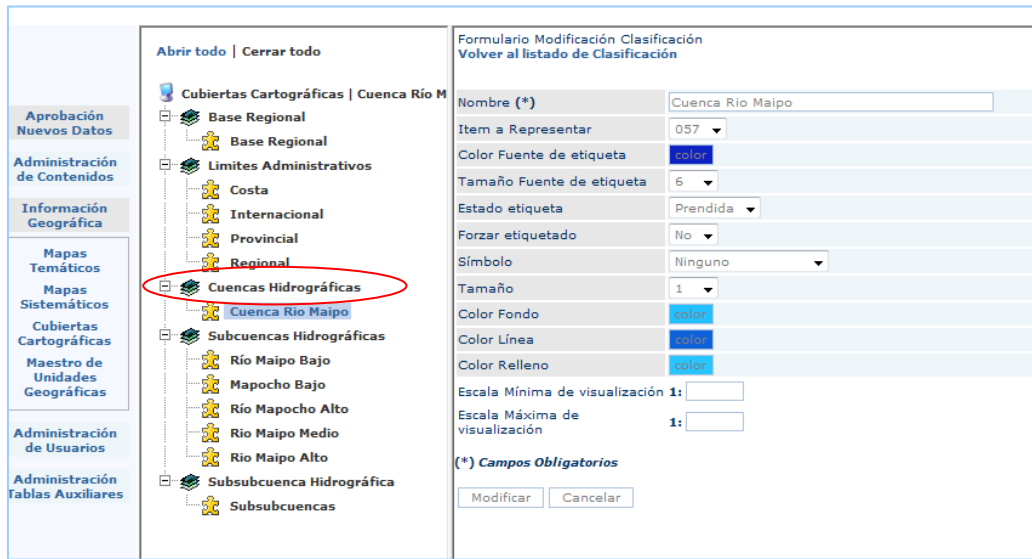 Aprobación
Nuevos Datos
Administración
de Contenidos
Información
Geográfica
Mapas
Temáticos
Mapas
Sistemáticos
Cubiertas
Cartográficas
Maestro de
Unidades
Geográficas
Administración
de Usuarios
Administración
Tablas Auxiliares
Abrir todo | Cerrar todo
Cubiertas Cartográficas | Cuenca Río M
Base Regional
Base Regional
Limites Administrativos
Costa
Internacional
Provincial
Regional
Cuencas Hidrográficas
Cuenca Rio Maipo
Subcuencas Hidrográficas
Río Maipo Bajo
Mapocho Bajo
Río Mapocho Alto
Rio Maipo Medio
Rio Maipo Alto
Subsubcuenca Hidrográfica
Subsubcuencas
Formulario Modificación Clasificación
Volver al listado de Clasificación
Nombre (*) Cuenca Rio Maipo
Item a Representar 057
Color Fuente de etiqueta color
Tamaño Fuente de etiqueta 6
Estado etiqueta Prendida
Forzar etiquetado No
Símbolo Ninguno
Tamaño 1
Color Fondo color
Color Línea color
Color Relleno color
Escala Mínima de visualización 1:
Escala Máxima de
visualización 1:
(*) Campos Obligatorios
Modificar Cancelar